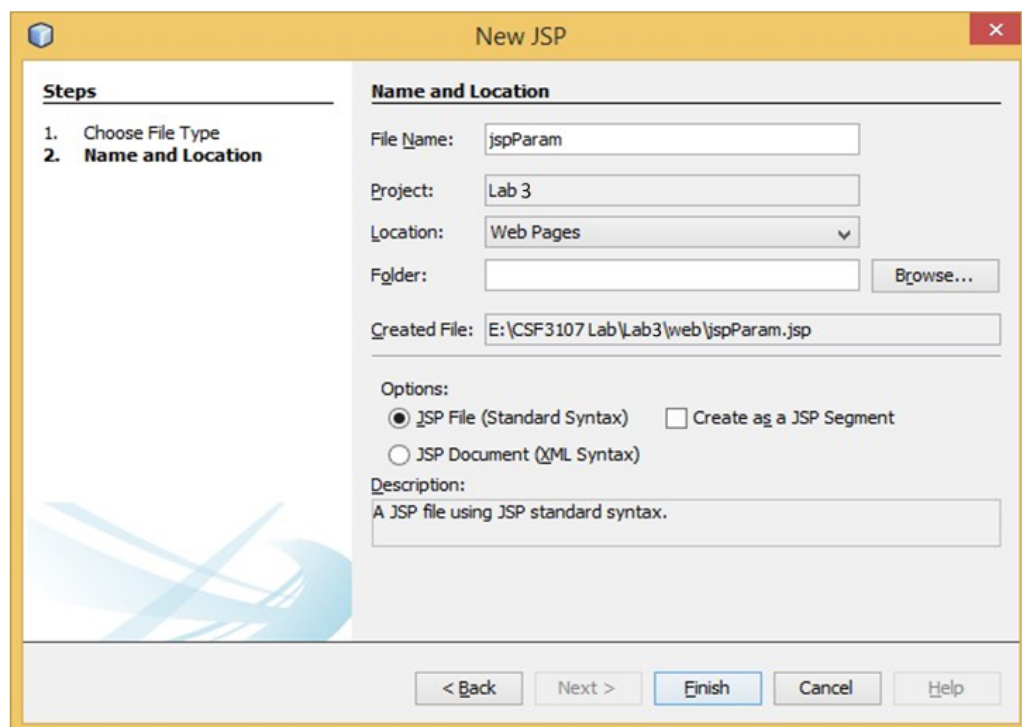 New JSP
Steps
1. Choose File Type
2. Name and Location
Name and Location
File Name: jspParam
Project: Lab 3
Location: Web Pages
Folder: Browse...
Created File: E:\CSF3107 Lab\Lab3\web\jspParam.jsp
Options:
JSP File (Standard Syntax) Create as a JSP Segment
JSP Document (XML Syntax)
Description:
A JSP file using JSP standard syntax.
< Back Next > Finish Cancel Help